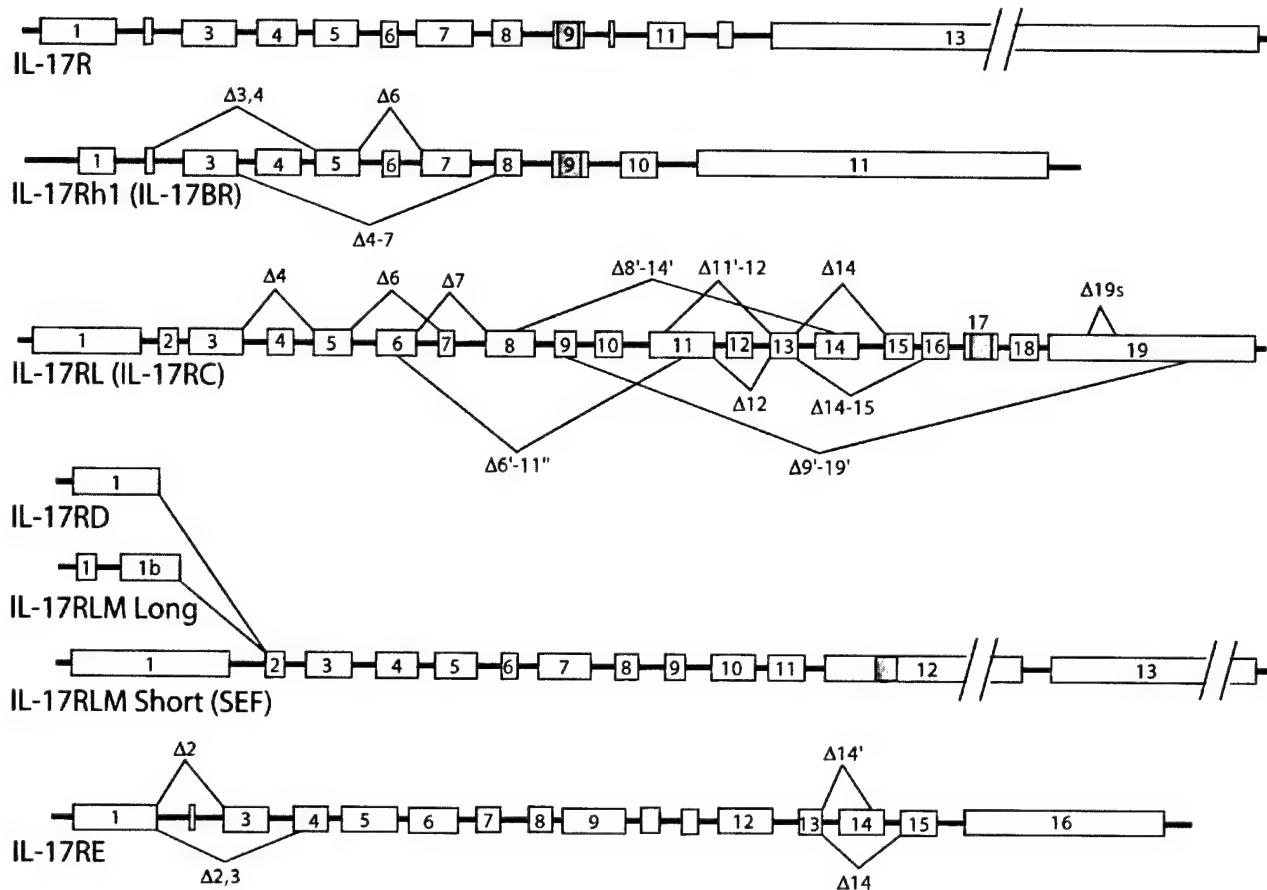 1 3 4 5 6 7 8 9 11 13
IL-17R
Δ3,4 Δ6
1 3 4 5 6 7 8 9 10 11
IL-17Rh1 (IL-17BR)
Δ4-7
Δ4 Δ6 Δ7 Δ8'-14' Δ11'-12 Δ14 Δ19s
17
1 2 3 4 5 6 7 8 9 10 11 12 13 14 15 16 18 19
IL-17RL (IL-17RC)
Δ12 Δ14-15
Δ6'-11" Δ9'-19'
1
IL-17RD
1 1b
IL-17RLM Long
1 2 3 4 5 6 7 8 9 10 11 12 13
IL-17RLM Short (SEF)
Δ2 Δ14'
1 3 4 5 6 7 8 9 12 13 14 15 16
IL-17RE
Δ2,3 Δ14